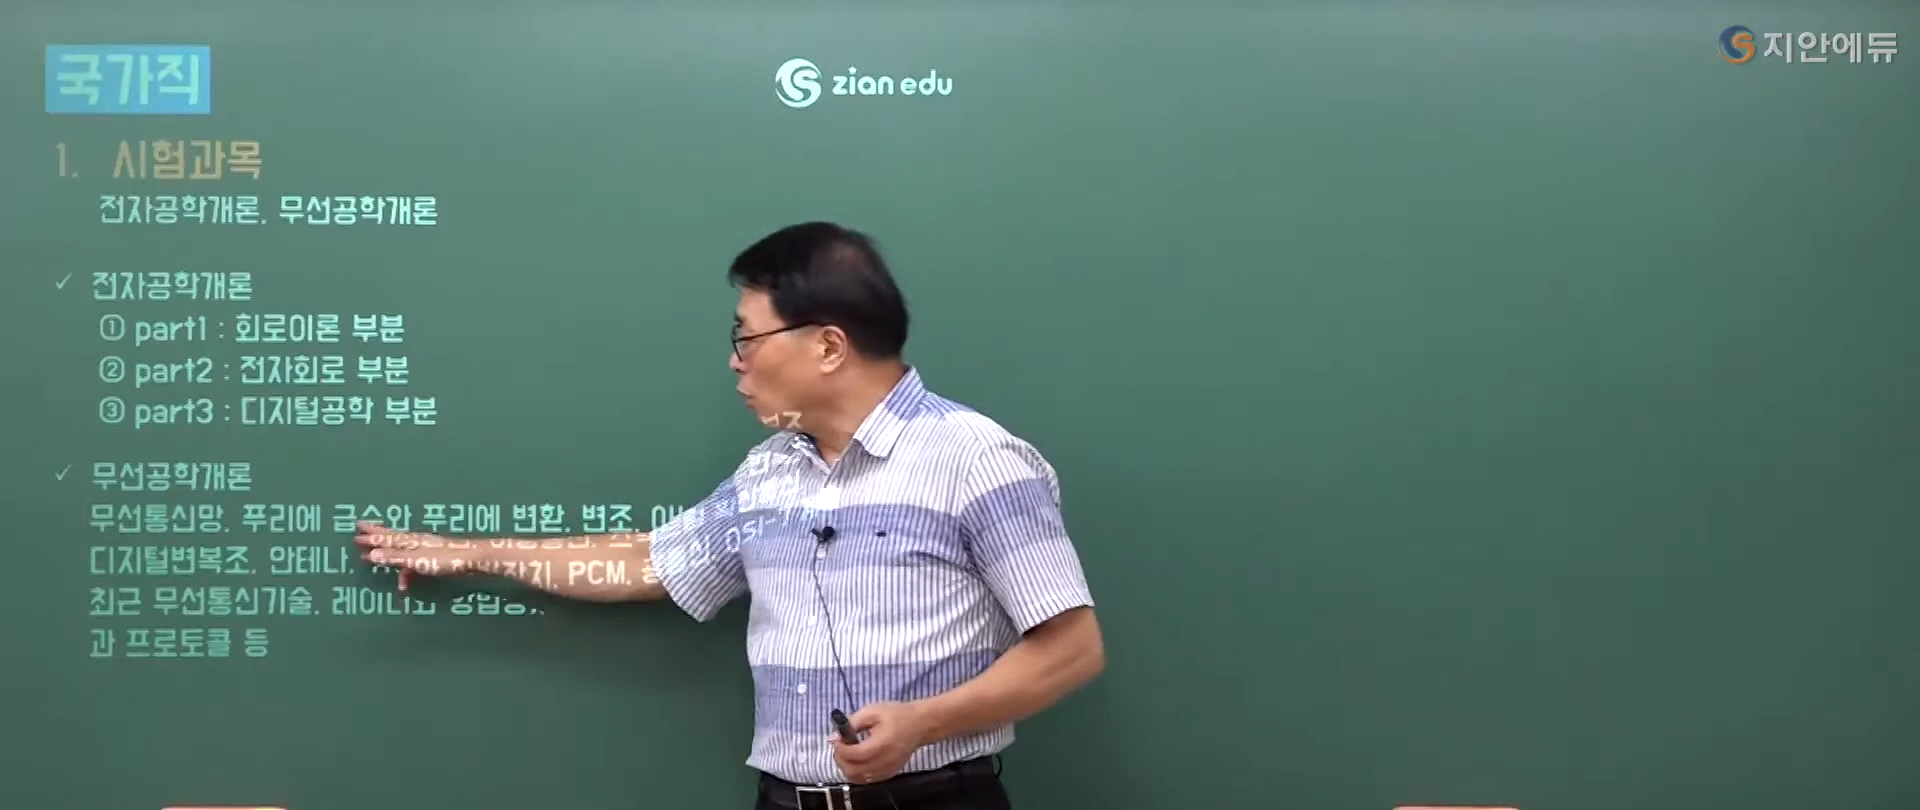 지안에듀
zian edu
국가직
1. 시험과목
전자공학개론, 무선공학개론
✓ 전자공학개론
① part1 : 회로이론 부분
② part2 : 전자회로 부분
③ part3 : 디지털공학 부분
✓ 무선공학개론
무선통신망, 푸리에 급수와 푸리에 변환, 변조,
디지털변복조, 안테나, PCM,
최근 무선통신기술,
과 프로토콜 등